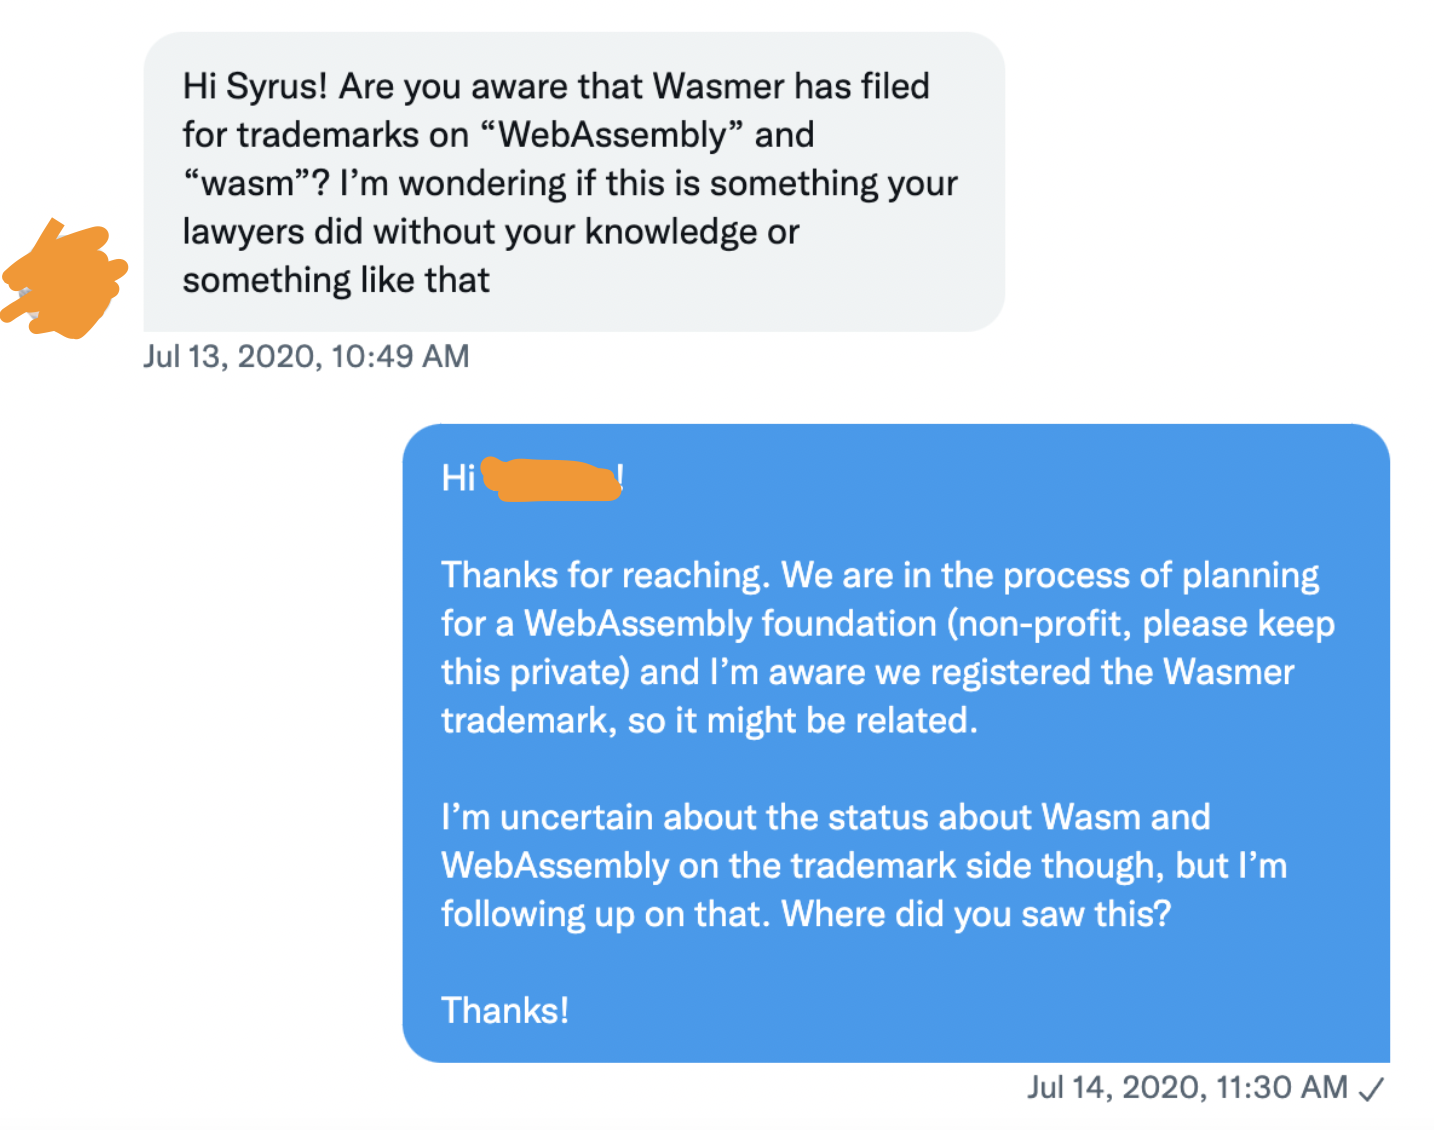 Hi Syrus! Are you aware that Wasmer has filed
for trademarks on “WebAssembly” and
“wasm”? I’m wondering if this is something your
lawyers did without your knowledge or
something like that
Jul 13, 2020, 10:49 AM
Hi !
Thanks for reaching. We are in the process of planning
for a WebAssembly foundation (non-profit, please keep
this private) and I’m aware we registered the Wasmer
trademark, so it might be related.
I’m uncertain about the status about Wasm and
WebAssembly on the trademark side though, but I’m
following up on that. Where did you saw this?
Thanks!
Jul 14, 2020, 11:30 AM ✓